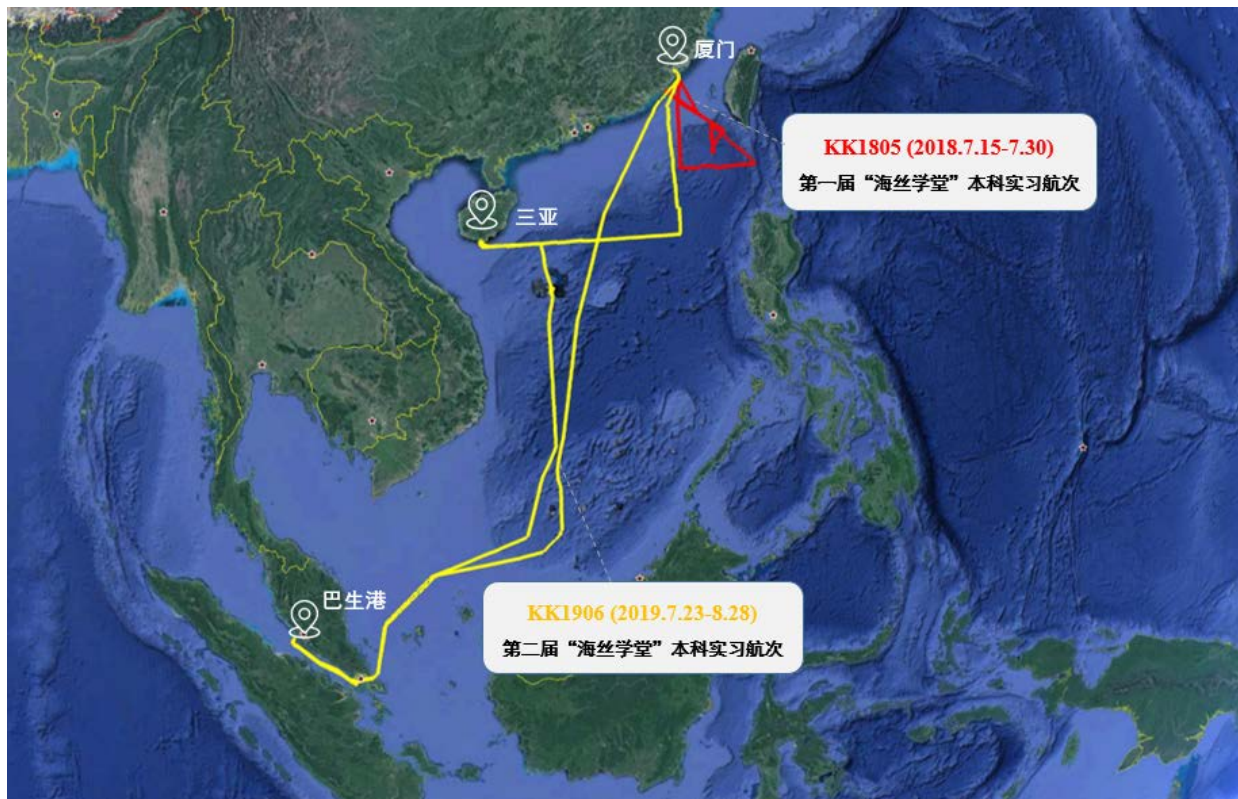 厦门
KK1805 (2018.7.15-7.30)
第一届“海丝学堂”本科实习航次
三亚
KK1906 (2019.7.23-8.28)
第二届“海丝学堂”本科实习航次
巴生港